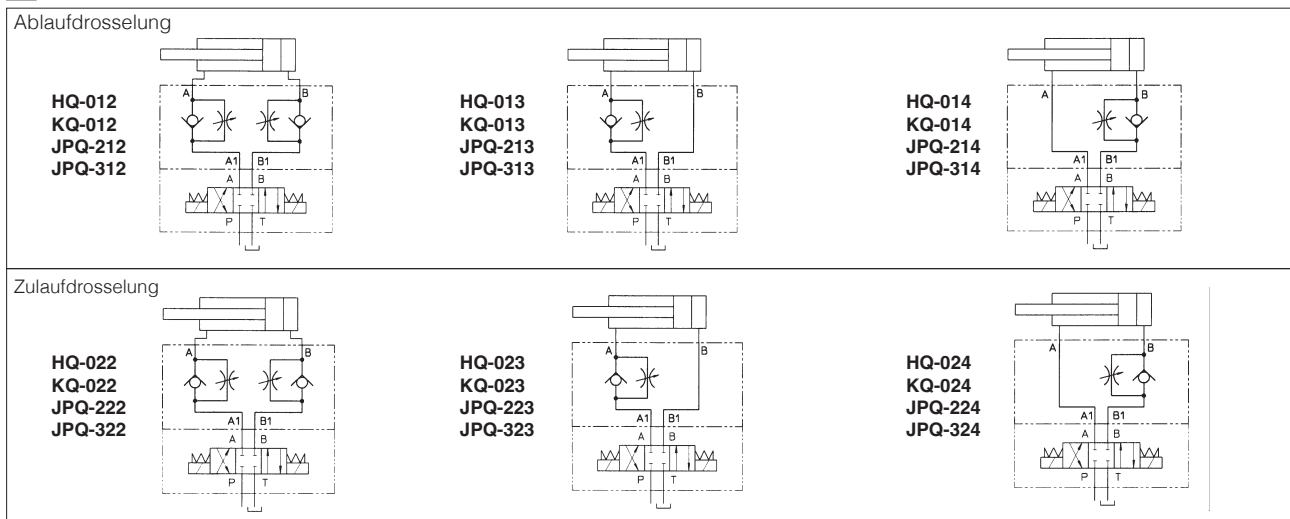 Ablaufdrosselung
HQ-012
KQ-012
JPQ-212
JPQ-312
A B
A1 B1
A B
P T
HQ-013
KQ-013
JPQ-213
JPQ-313
A B
A1 B1
A B
P T
HQ-014
KQ-014
JPQ-214
JPQ-314
A B
A1 B1
A B
P T
Zulaufdrosselung
HQ-022
KQ-022
JPQ-222
JPQ-322
A B
A1 B1
A B
P T
HQ-023
KQ-023
JPQ-223
JPQ-323
A B
A1 B1
A B
P T
HQ-024
KQ-024
JPQ-224
JPQ-324
A B
A1 B1
A B
P T